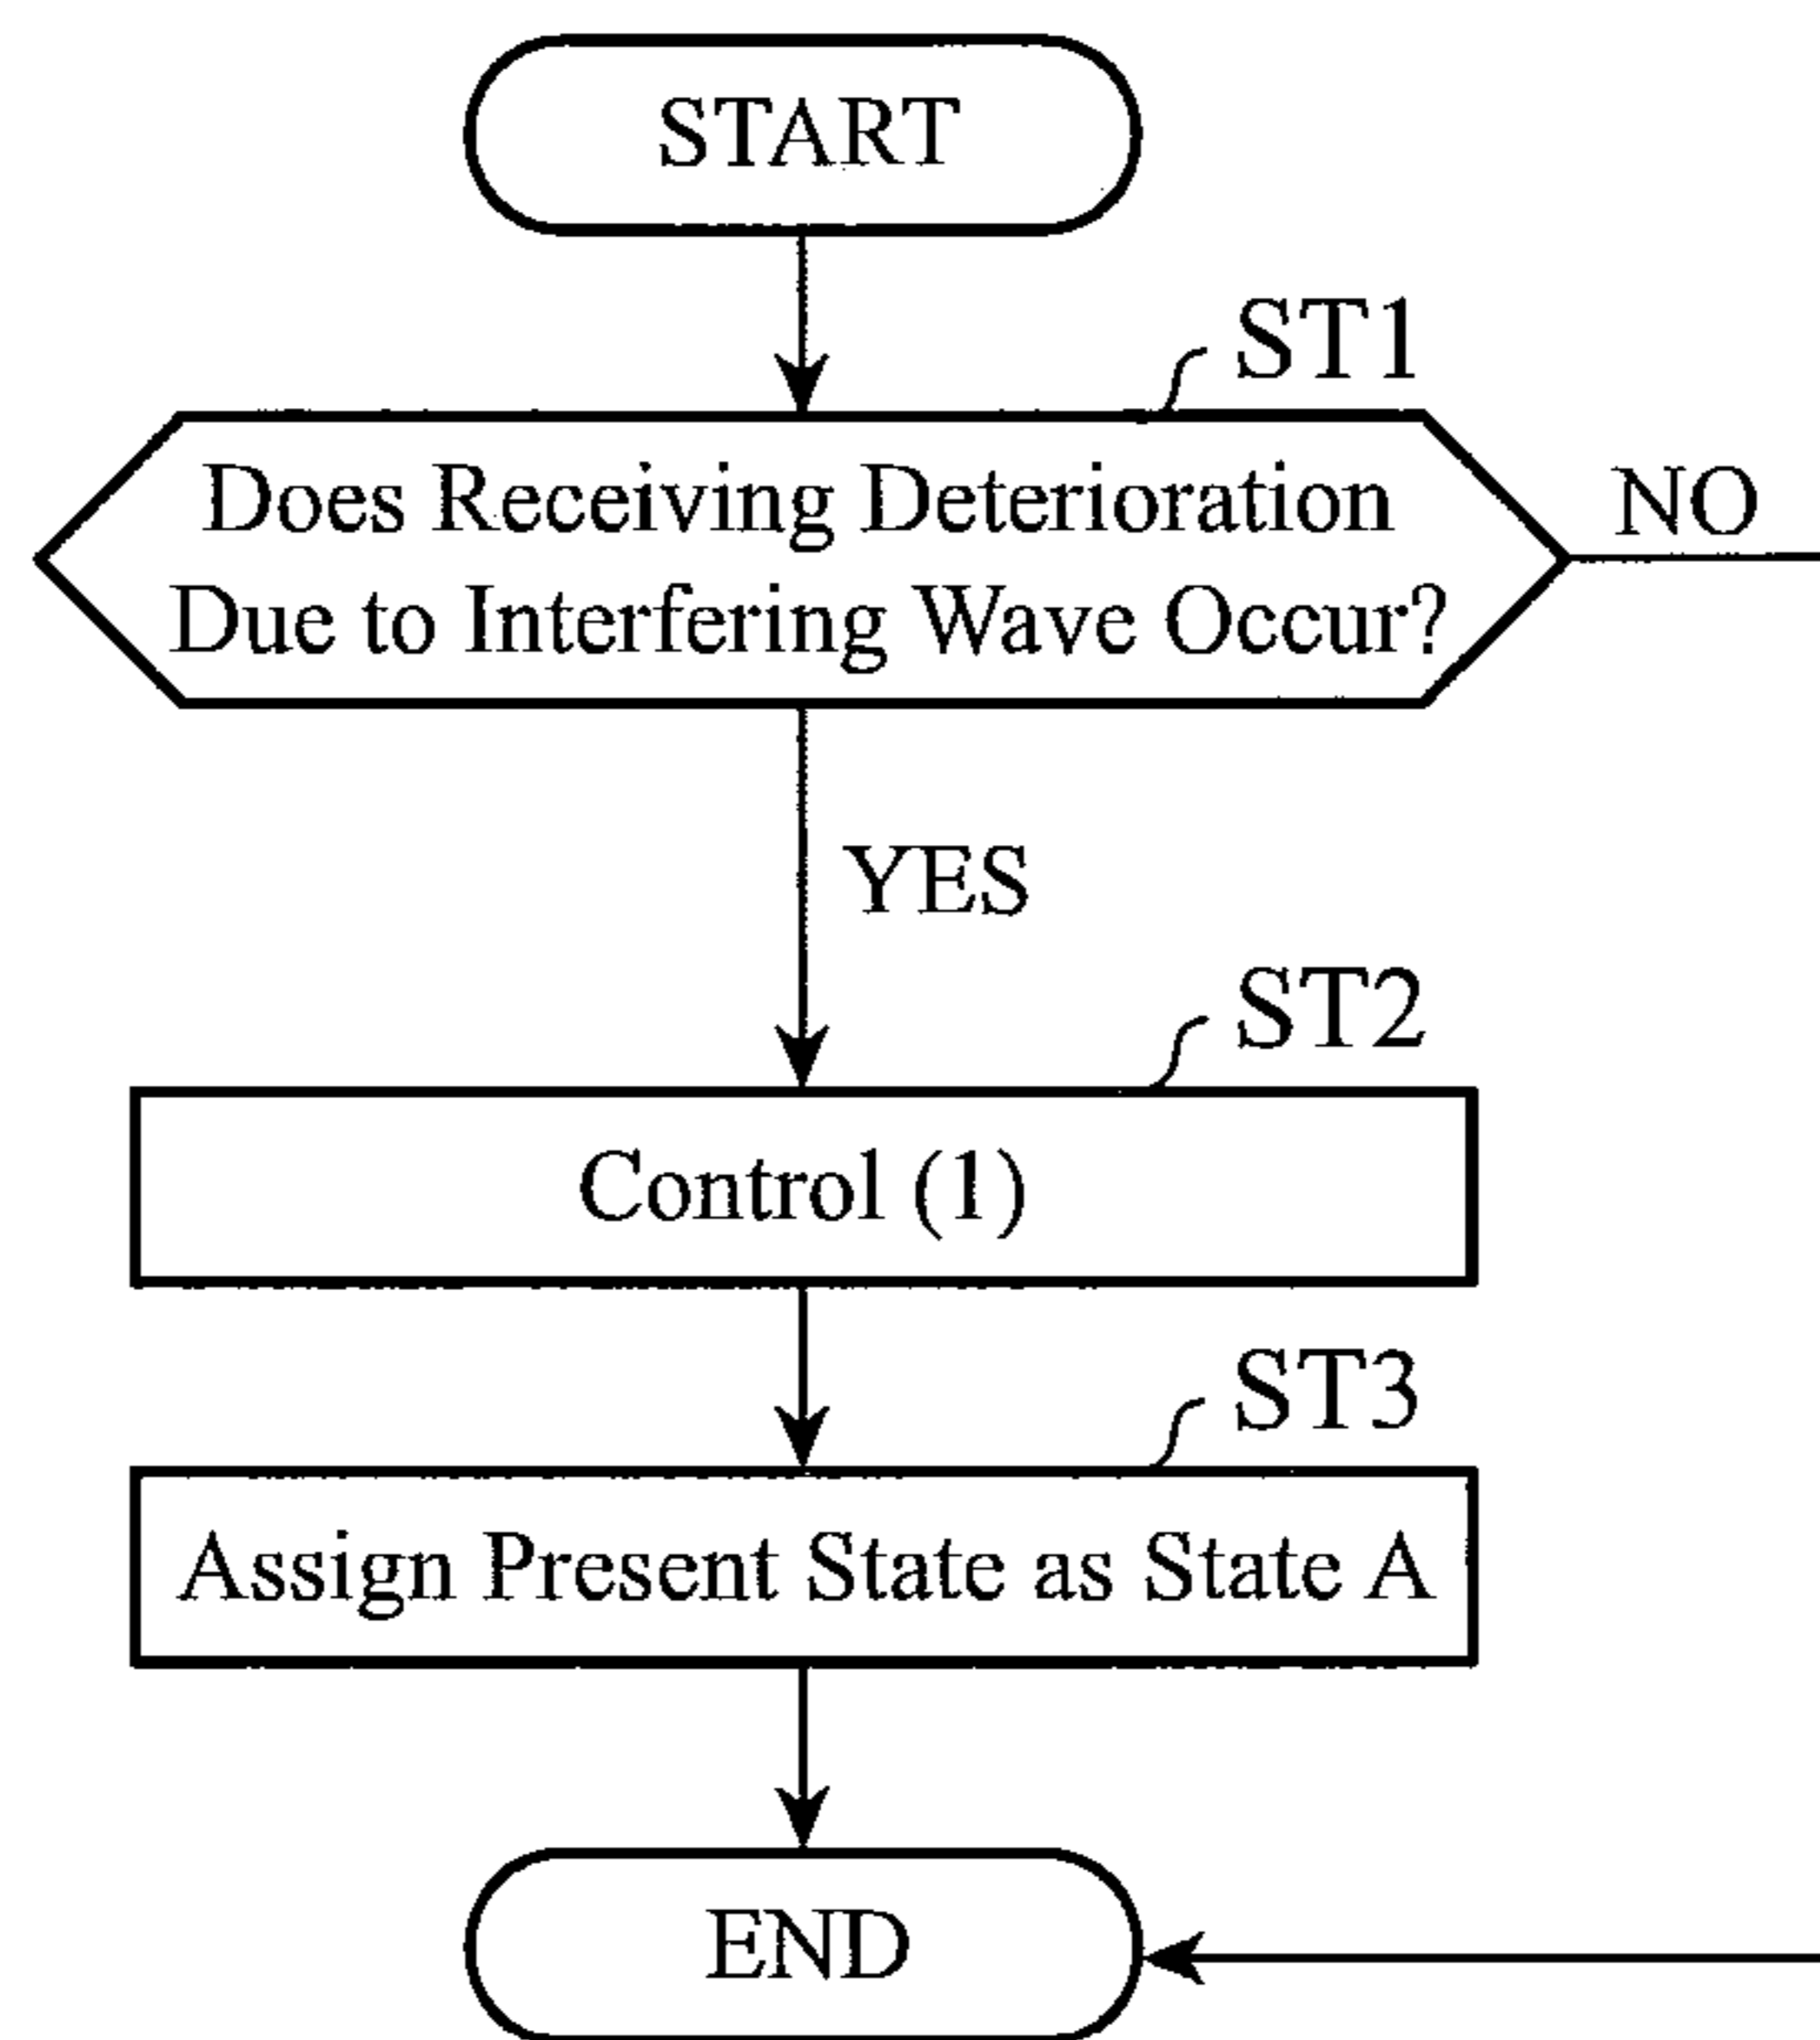 START
ST1
Does Receiving Deterioration
Due to Interfering Wave Occur?
NO
YES
ST2
Control (1)
ST3
Assign Present State as State A
END